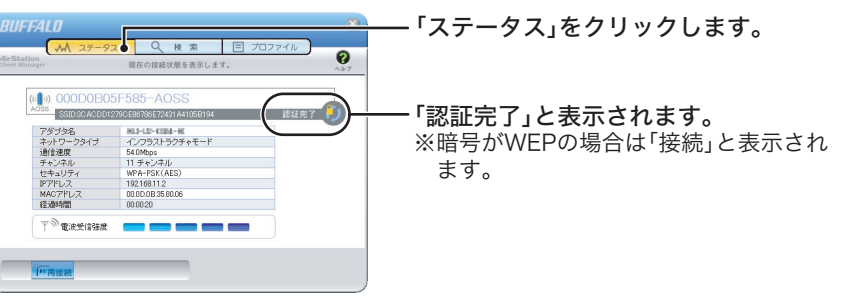 BUFFALO
ステータス
検 索
プロファイル
AirStation
Client Manager
現在の接続状態を表示します。
ヘルプ
AOSS
000D0B05F585-AOSS
認証完了
アダプタ名
ネットワークタイプ インフラストラクチャモード
通信速度 54.0Mbps
チャンネル 11 チャンネル
セキュリティ WPA-PSK(AES)
IPアドレス 192.168.11.2
MACアドレス 00:0D:0B:35:80:06
経過時間 00:00:20
電波受信強度
再接続
「ステータス」をクリックします。
「認証完了」と表示されます。
※暗号がWEPの場合は「接続」と表示され
ます。